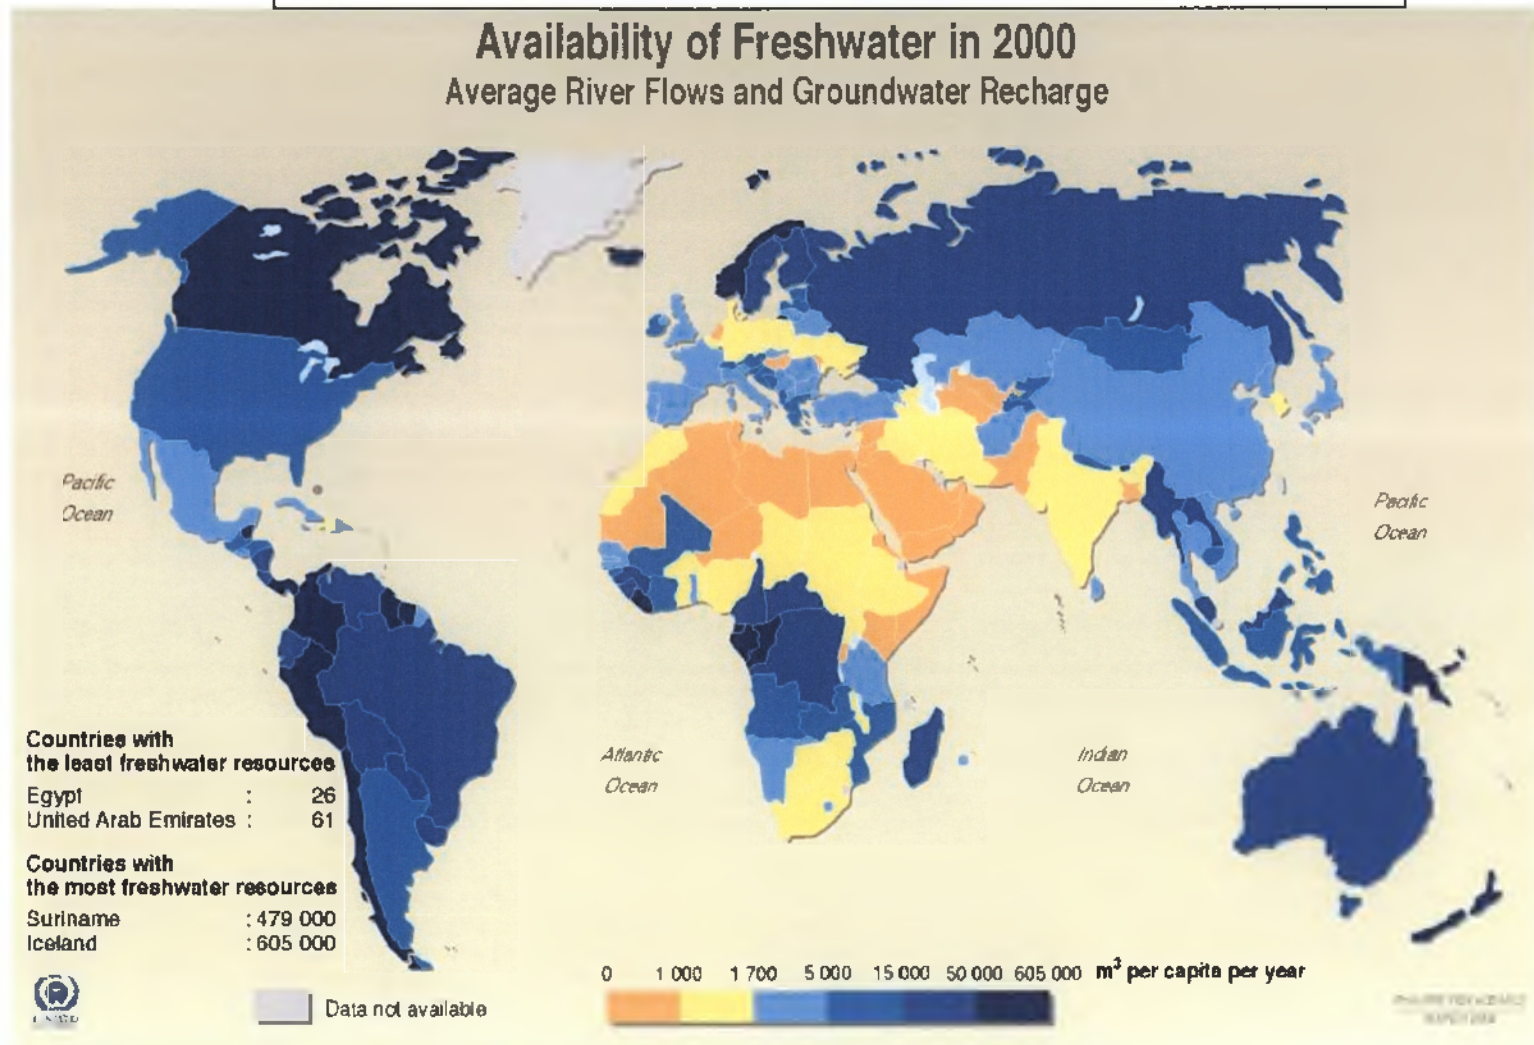 Availability of Freshwater in 2000
Average River Flows and Groundwater Recharge
Pacific
Ocean
Pacific
Ocean
Atlantic
Ocean
Indian
Ocean
Countries with
the least freshwater resources
Egypt : 26
United Arab Emirates : 61
Countries with
the most freshwater resources
Suriname : 479 000
Iceland : 605 000
0 1 000 1 700 5 000 15 000 50 000 605 000 m³ per capita per year
Data not available